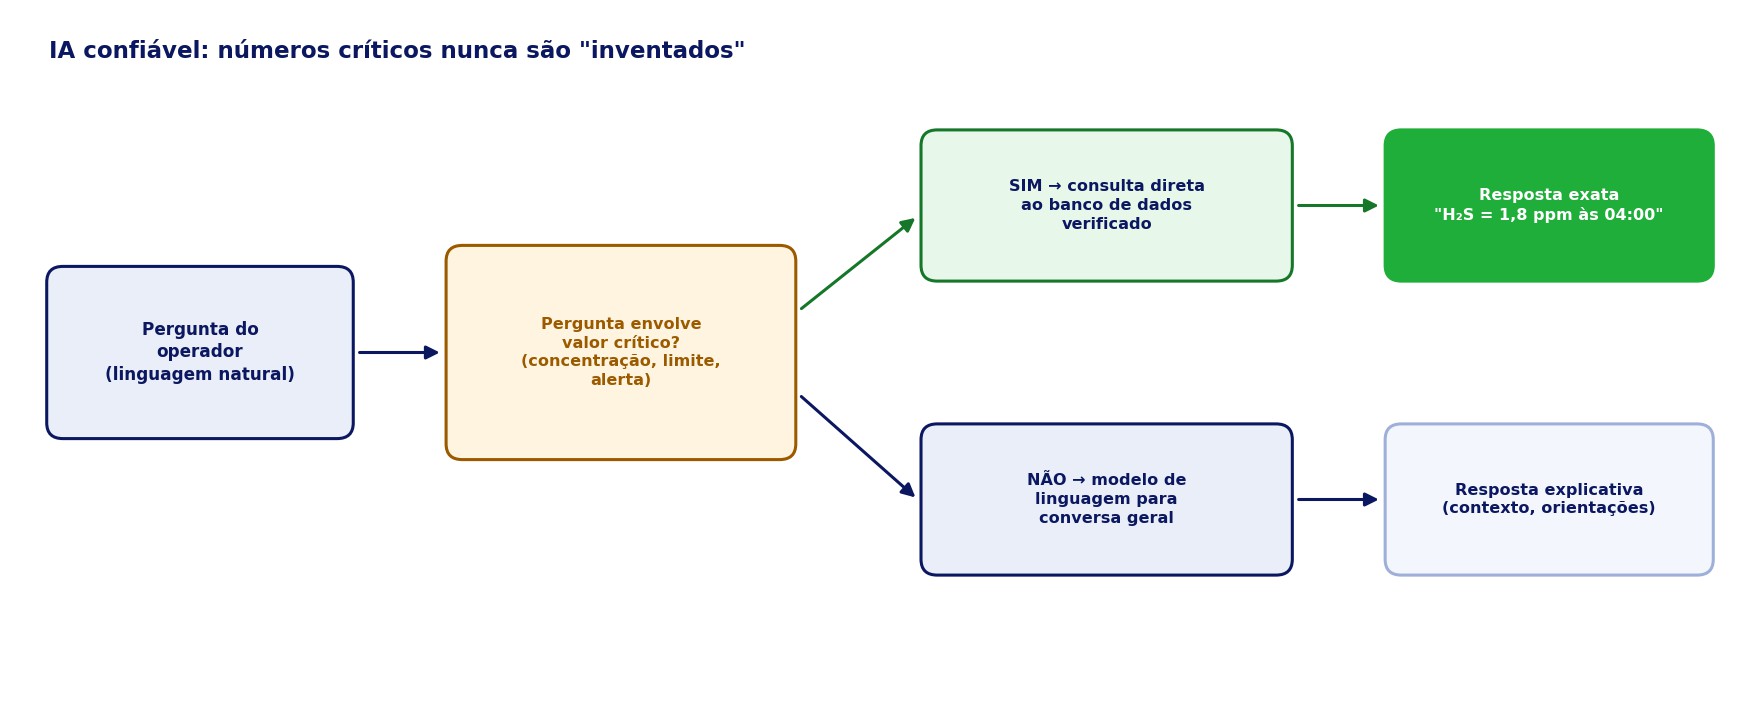 IA confiável: números críticos nunca são "inventados"
Pergunta do
operador
(linguagem natural)
Pergunta envolve
valor crítico?
(concentração, limite,
alerta)
SIM → consulta direta
ao banco de dados
verificado
Resposta exata
"H₂S = 1,8 ppm às 04:00"
NÃO → modelo de
linguagem para
conversa geral
Resposta explicativa
(contexto, orientações)